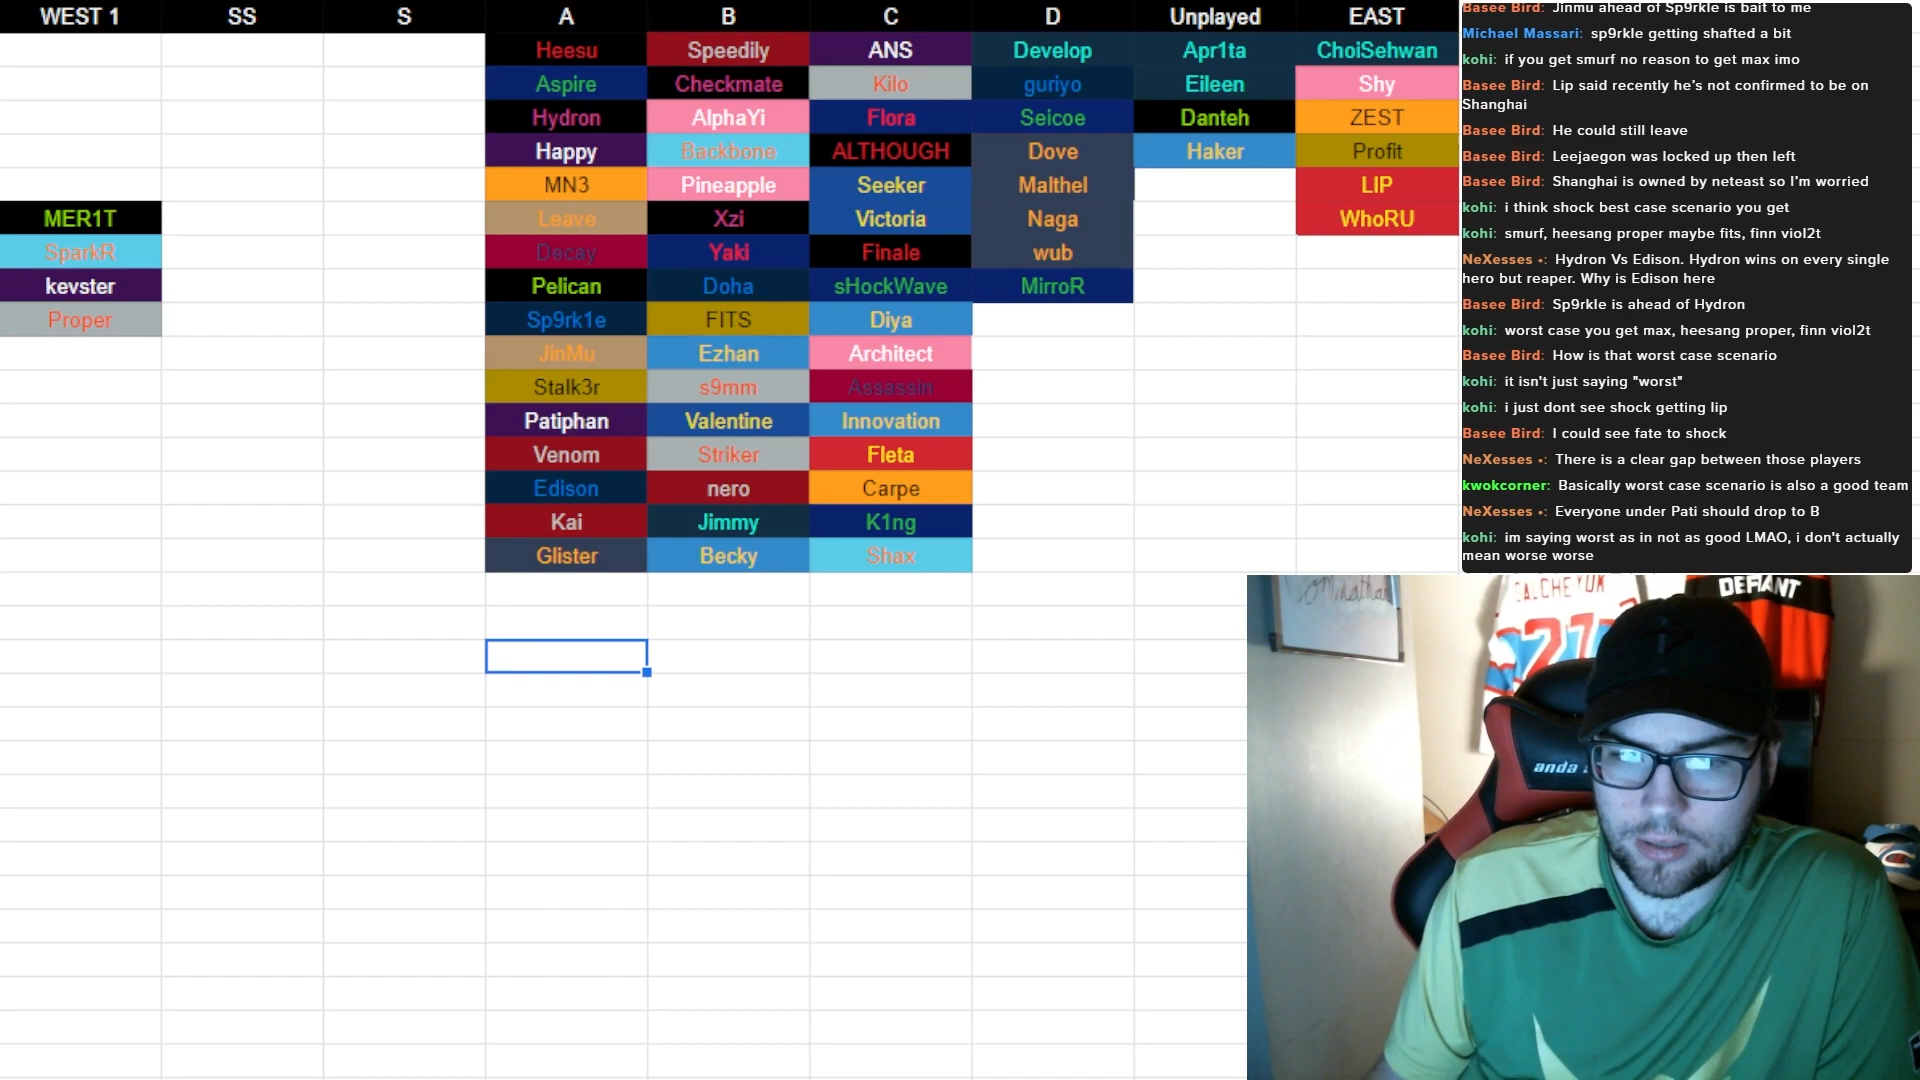 WEST 1 SS S A B C D Unplayed EAST
Heesu Speedily ANS Develop Apr1ta ChoiSehwan
Aspire Checkmate Kilo guriyo Eileen Shy
Hydron AlphaYi Flora Seicoe Danteh ZEST
Happy Backbone ALTHOUGH Dove Haker Profit
MN3 Pineapple Seeker Malthel LIP
MER1T Leave Xzi Victoria Naga WhoRU
SparkR Decay Yaki Finale wub
kevster Pelican Doha sHockWave MirroR
Proper Sp9rk1e FITS Diya
JinMu Ezhan Architect
Stalk3r s9mm Assassin
Patiphan Valentine Innovation
Venom Striker Fleta
Edison nero Carpe
Kai Jimmy K1ng
Glister Becky Shax
Basee Bird: Jinmu ahead of Sp9rkle is bait to me
Michael Massari: sp9rkle getting shafted a bit
kohi: if you get smurf no reason to get max imo
Basee Bird: Lip said recently he's not confirmed to be on
Shanghai
Basee Bird: He could still leave
Basee Bird: Leejaegon was locked up then left
Basee Bird: Shanghai is owned by neteast so I'm worried
kohi: i think shock best case scenario you get
kohi: smurf, heesang proper maybe fits, finn viol2t
NeXesses •: Hydron Vs Edison. Hydron wins on every single
hero but reaper. Why is Edison here
Basee Bird: Sp9rkle is ahead of Hydron
kohi: worst case you get max, heesang proper, finn viol2t
Basee Bird: How is that worst case scenario
kohi: it isn't just saying "worst"
kohi: i just dont see shock getting lip
Basee Bird: I could see fate to shock
NeXesses •: There is a clear gap between those players
kwokcorner: Basically worst case scenario is also a good team
NeXesses •: Everyone under Pati should drop to B
kohi: im saying worst as in not as good LMAO, i don't actually
mean worse worse
DEFIANT
27
anda